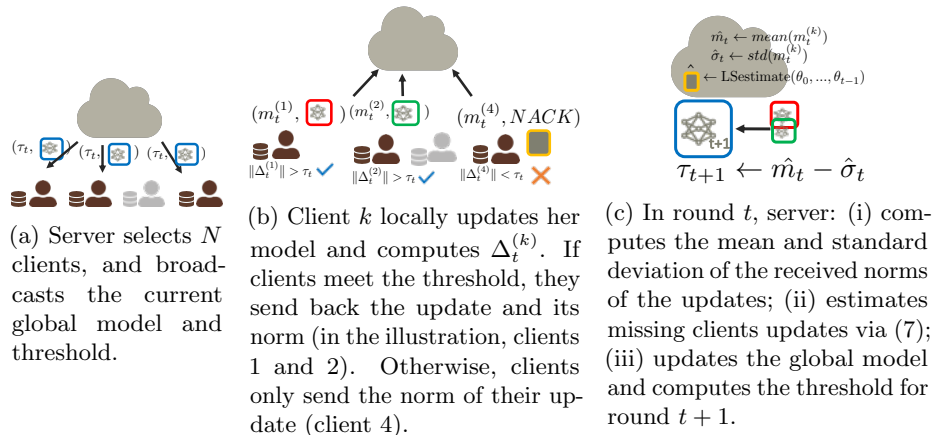 (τ_t, )
(τ_t, )
(τ_t, )
(a) Server selects N
clients, and broad-
casts the current
global model and
threshold.
(m_t^{(1)}, )
(m_t^{(2)}, )
(m_t^{(4)}, NACK)
‖Δ_t^{(1)}‖ > τ_t
‖Δ_t^{(2)}‖ > τ_t
‖Δ_t^{(4)}‖ < τ_t
(b) Client k locally updates her
model and computes Δ_t^{(k)}. If
clients meet the threshold, they
send back the update and its
norm (in the illustration, clients
1 and 2). Otherwise, clients
only send the norm of their up-
date (client 4).
m̂_t ← mean(m_t^{(k)})
σ̂_t ← std(m_t^{(k)})
^ ← LSestimate(θ_0, ..., θ_{t−1})
t+1
τ_{t+1} ← m̂_t − σ̂_t
(c) In round t, server: (i) com-
putes the mean and standard
deviation of the received norms
of the updates; (ii) estimates
missing clients updates via (7);
(iii) updates the global model
and computes the threshold for
round t + 1.